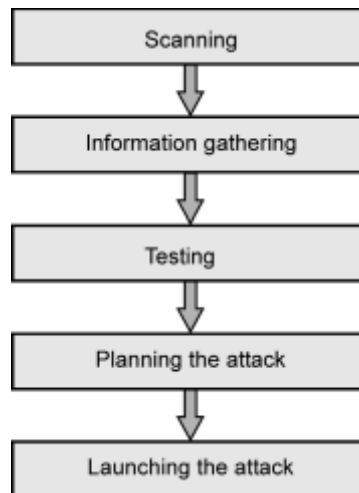 Scanning
Information gathering
Testing
Planning the attack
Launching the attack